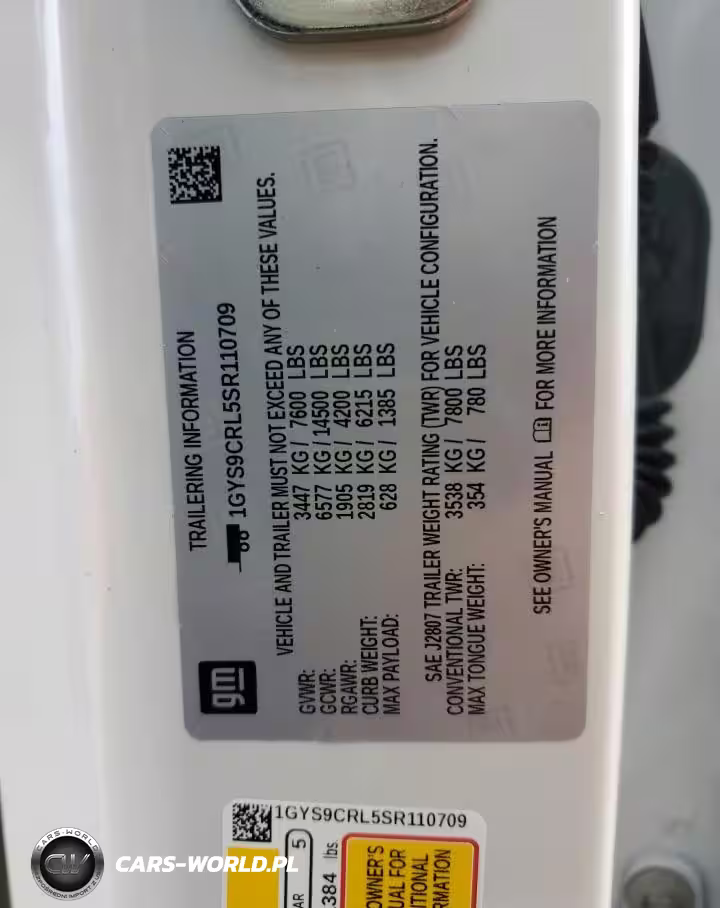 TRAILERING INFORMATION
1GYS9CRL5SR110709
VEHICLE AND TRAILER MUST NOT EXCEED ANY OF THESE VALUES.
GVWR: 3447 KG / 7600 LBS
GCWR: 6577 KG / 14500 LBS
RGAWR: 1905 KG / 4200 LBS
CURB WEIGHT: 2819 KG / 6215 LBS
MAX PAYLOAD: 628 KG / 1385 LBS
SAE J2807 TRAILER WEIGHT RATING (TWR) FOR VEHICLE CONFIGURATION.
CONVENTIONAL TWR: 3538 KG / 7800 LBS
MAX TONGUE WEIGHT: 354 KG / 780 LBS
SEE OWNER'S MANUAL FOR MORE INFORMATION
gm
1GYS9CRL5SR110709
AR 5
384 lbs.
OWNER'S
UAL FOR
ITIONAL
RMATION
CARS-WORLD
CW
CARS-WORLD.PL